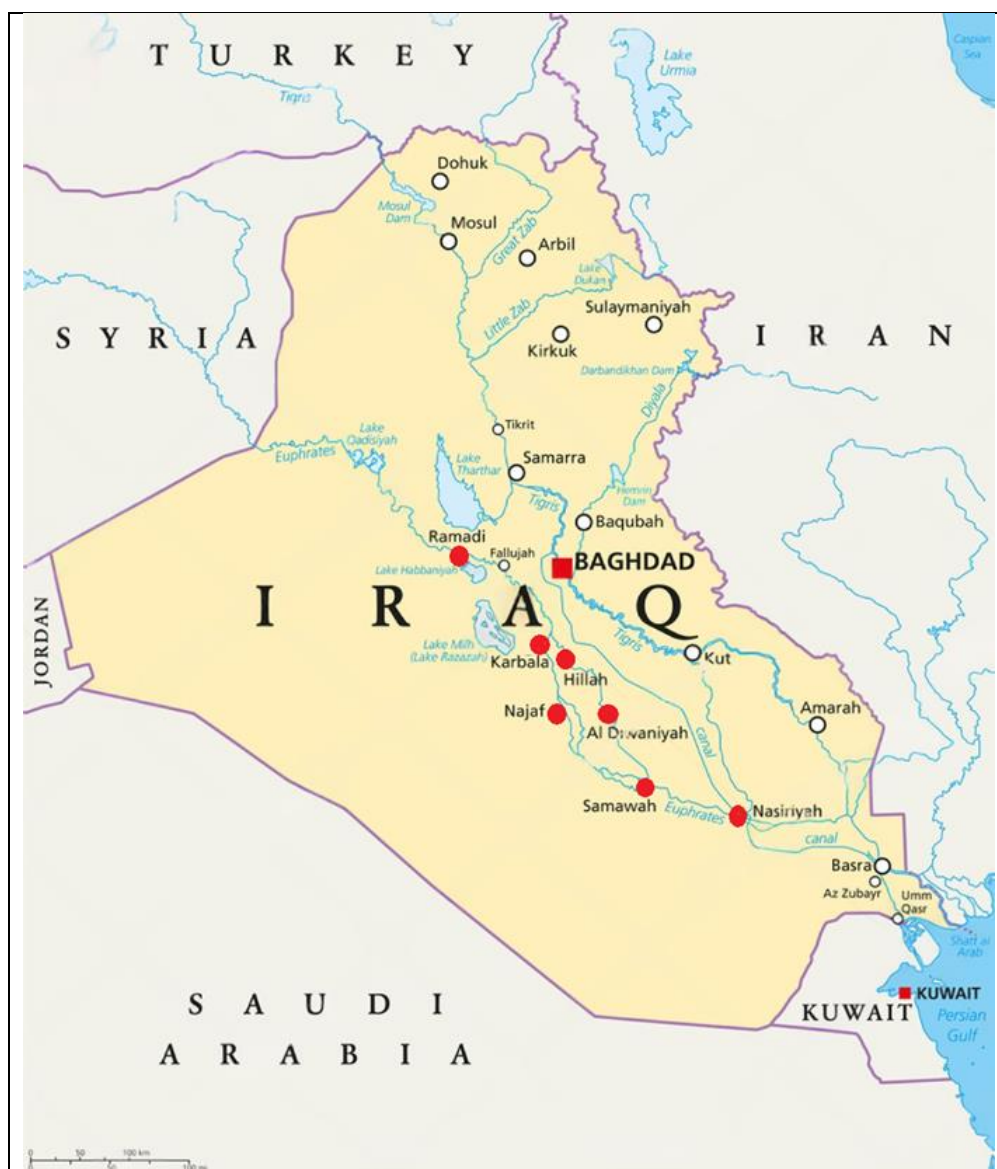 TURKEY
Caspian
Sea
Lake
Urmia
Tigris
Dohuk
Mosul
Dam
Mosul
Great Zab
Arbil
Lake
Dukan
Little Zab
Sulaymaniyah
Kirkuk
SYRIA
IRAN
Darbandikhan Dam
Diyala
Tikrit
Lake
Qadisiyah
Euphrates
Lake
Tharthar
Samarra
Tigris
Hemrin
Dam
Baqubah
Ramadi
Fallujah
BAGHDAD
Lake Habbaniyah
IRAQ
JORDAN
Lake Milh
(Lake Razazah)
Karbala
Hillah
Tigris
Kut
Najaf
Al Diwaniyah
canal
Amarah
Samawah
Euphrates
Nasiriyah
canal
Basra
Az Zubayr
Umm
Qasr
Shatt al
Arab
SAUDI
ARABIA
KUWAIT
KUWAIT
Persian
Gulf
0 50 100 km
0 50 100 mi